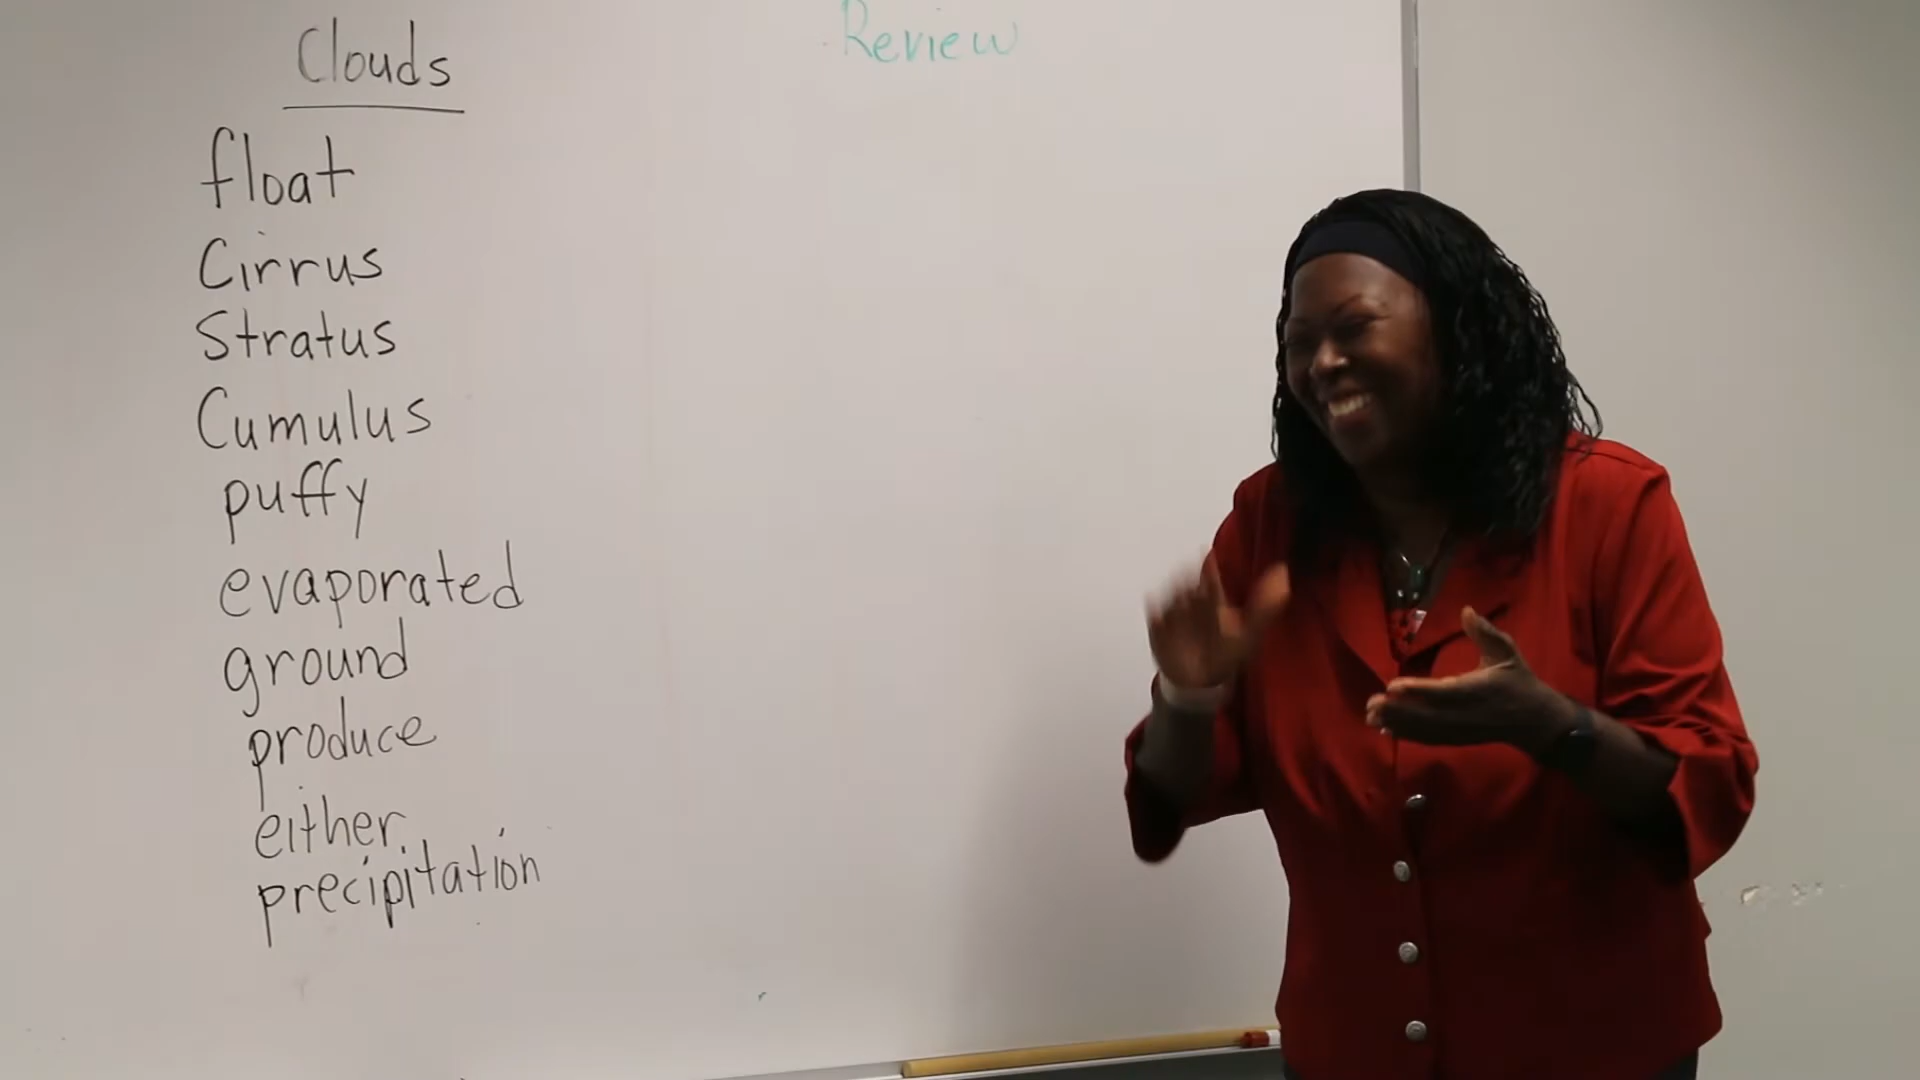 Clouds
float
Cirrus
Stratus
Cumulus
puffy
evaporated
ground
produce
either.
precipitation
Review